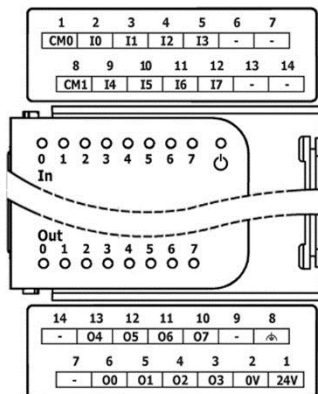 1 2 3 4 5 6 7
CM0 I0 I1 I2 I3 - -
8 9 10 11 12 13 14
CM1 I4 I5 I6 I7 - -
0 1 2 3 4 5 6 7
In
Out
0 1 2 3 4 5 6 7
14 13 12 11 10 9 8
- O4 O5 O6 O7 -
7 6 5 4 3 2 1
- O0 O1 O2 O3 0V 24V